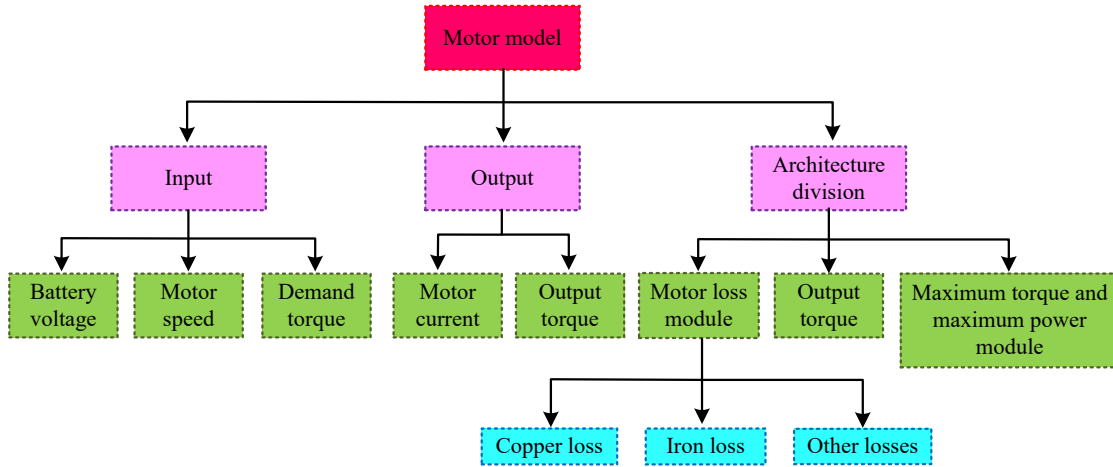 Motor model
Input
Output
Architecture
division
Battery
voltage
Motor
speed
Demand
torque
Motor
current
Output
torque
Motor loss
module
Output
torque
Maximum torque and
maximum power
module
Copper loss
Iron loss
Other losses